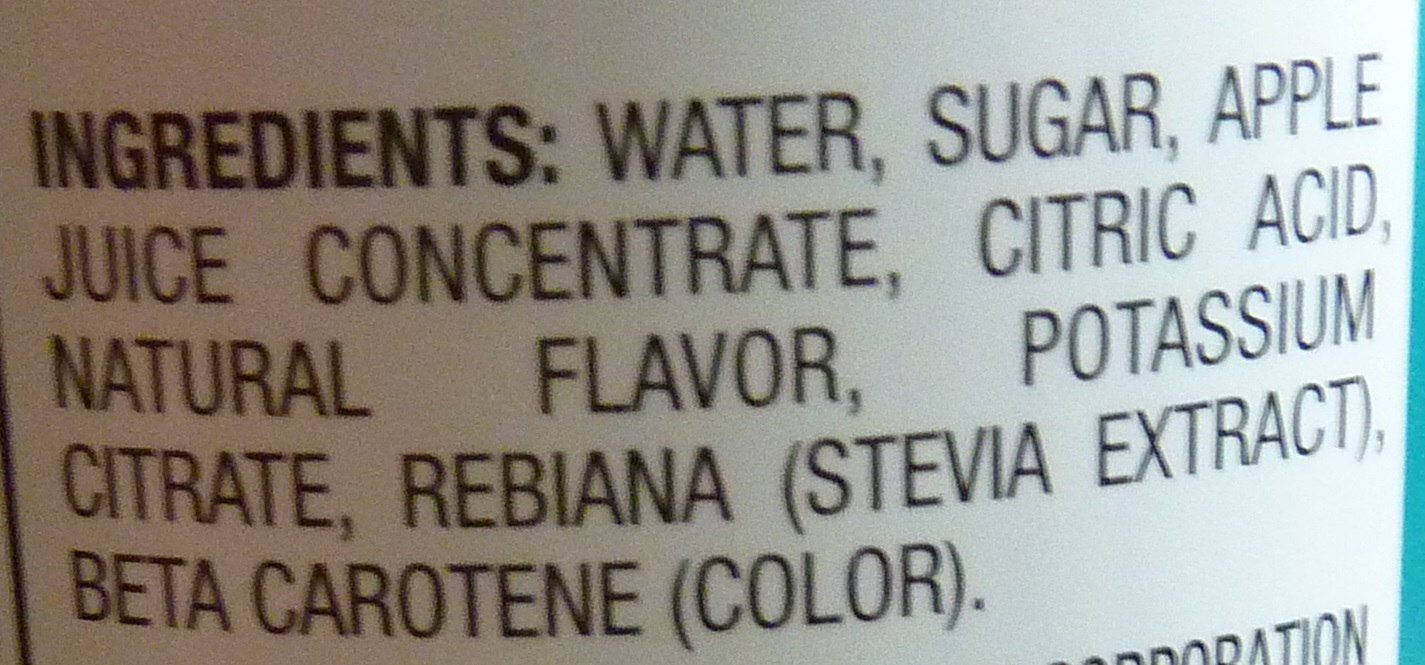 INGREDIENTS: WATER, SUGAR, APPLE
JUICE CONCENTRATE, CITRIC ACID,
NATURAL FLAVOR, POTASSIUM
CITRATE, REBIANA (STEVIA EXTRACT),
BETA CAROTENE (COLOR).